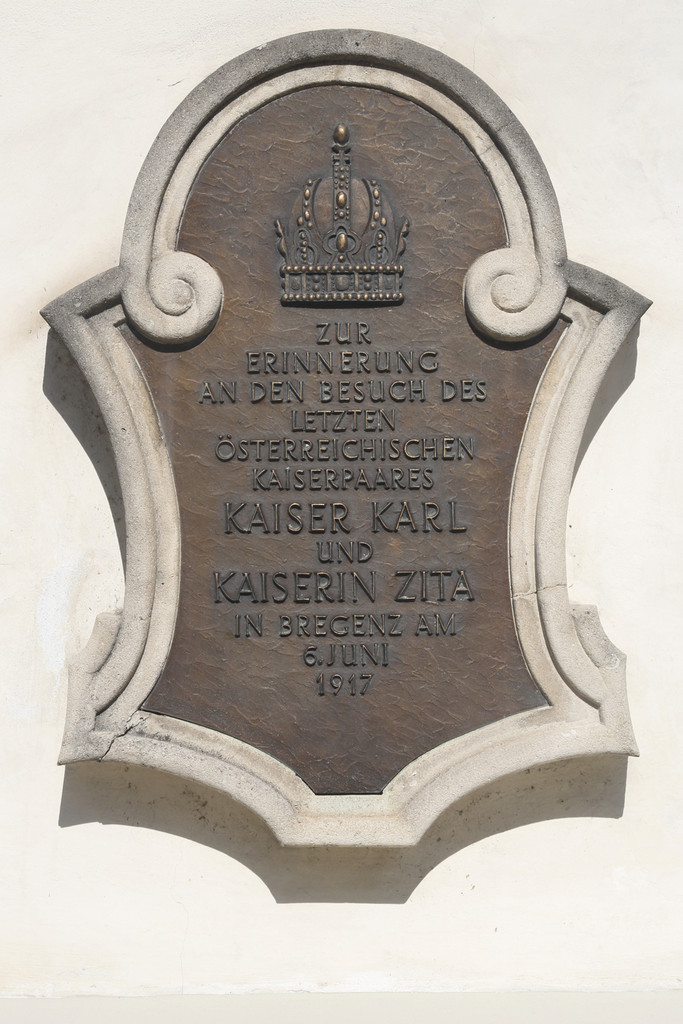 ZUR
ERINNERUNG
AN DEN BESUCH DES
LETZTEN
ÖSTERREICHISCHEN
KAISERPAARES
KAISER KARL
UND
KAISERIN ZITA
IN BREGENZ AM
6. JUNI
1917